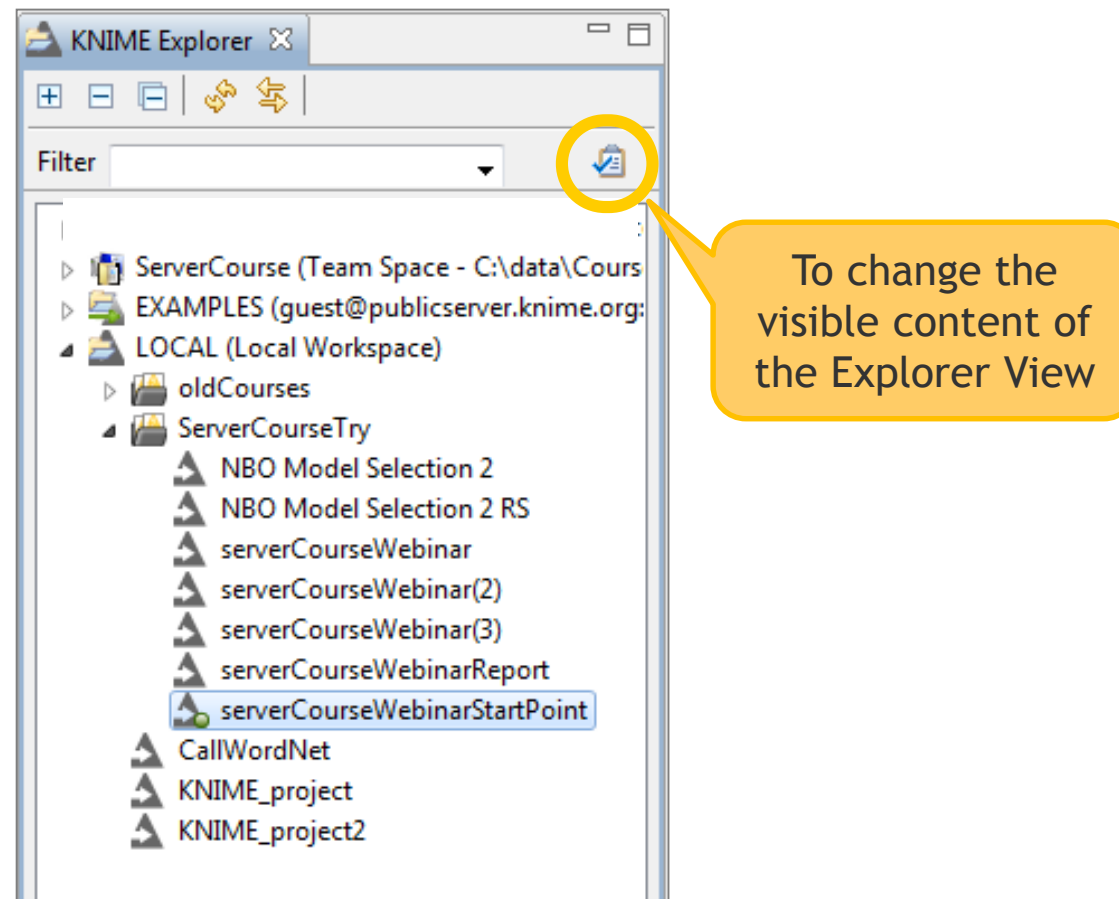 KNIME Explorer
Filter
ServerCourse (Team Space - C:\data\Cours
EXAMPLES (guest@publicserver.knime.org:
LOCAL (Local Workspace)
oldCourses
ServerCourseTry
NBO Model Selection 2
NBO Model Selection 2 RS
serverCourseWebinar
serverCourseWebinar(2)
serverCourseWebinar(3)
serverCourseWebinarReport
serverCourseWebinarStartPoint
CallWordNet
KNIME_project
KNIME_project2
To change the
visible content of
the Explorer View